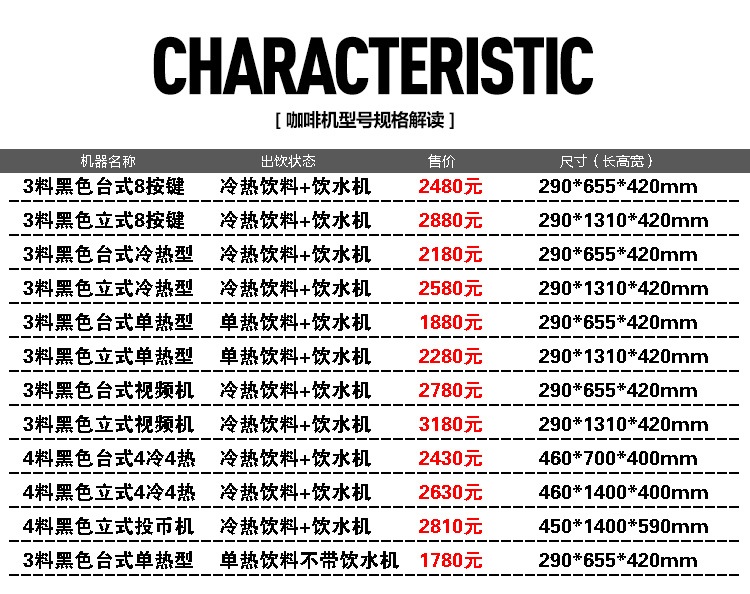 CHARACTERISTIC
[ 咖啡机型号规格解读 ]
机器名称 出饮状态 售价 尺寸（长高宽）
3料黑色台式8按键 冷热饮料+饮水机 2480元 290*655*420mm
3料黑色立式8按键 冷热饮料+饮水机 2880元 290*1310*420mm
3料黑色台式冷热型 冷热饮料+饮水机 2180元 290*655*420mm
3料黑色立式冷热型 冷热饮料+饮水机 2580元 290*1310*420mm
3料黑色台式单热型 单热饮料+饮水机 1880元 290*655*420mm
3料黑色立式单热型 单热饮料+饮水机 2280元 290*1310*420mm
3料黑色台式视频机 冷热饮料+饮水机 2780元 290*655*420mm
3料黑色立式视频机 冷热饮料+饮水机 3180元 290*1310*420mm
4料黑色台式4冷4热 冷热饮料+饮水机 2430元 460*700*400mm
4料黑色立式4冷4热 冷热饮料+饮水机 2630元 460*1400*400mm
4料黑色立式投币机 冷热饮料+饮水机 2810元 450*1400*590mm
3料黑色台式单热型 单热饮料不带饮水机 1780元 290*655*420mm